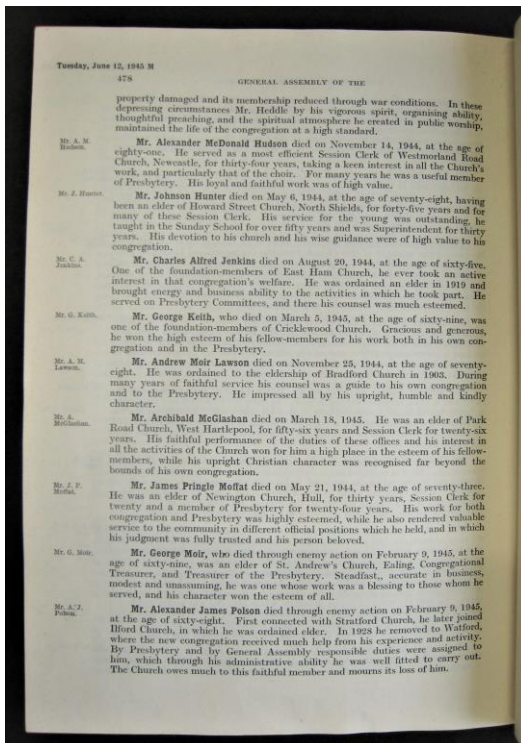 Tuesday, June 12, 1945 M
478
GENERAL ASSEMBLY OF THE
property damaged and its membership reduced through war conditions. In these
depressing circumstances Mr. Heddle by his vigorous spirit, organising ability,
thoughtful preaching, and the spiritual atmosphere he created in public worship,
maintained the life of the congregation at a high standard.
Mr. A. M.
Hudson.
Mr. Alexander McDonald Hudson died on November 14, 1944, at the age of
eighty-one. He served as a most efficient Session Clerk of Westmorland Road
Church, Newcastle, for thirty-four years, taking a keen interest in all the Church's
work, and particularly that of the choir. For many years he was a useful member
of Presbytery. His loyal and faithful work was of high value.
Mr. J. Hunter.
Mr. Johnson Hunter died on May 6, 1944, at the age of seventy-eight, having
been an elder of Howard Street Church, North Shields, for forty-five years and for
many of these Session Clerk. His service for the young was outstanding, he
taught in the Sunday School for over fifty years and was Superintendent for thirty
years. His devotion to his church and his wise guidance were of high value to his
congregation.
Mr. C. A.
Jenkins.
Mr. Charles Alfred Jenkins died on August 20, 1944, at the age of sixty-five.
One of the foundation-members of East Ham Church, he ever took an active
interest in that congregation's welfare. He was ordained an elder in 1919 and
brought energy and business ability to the activities in which he took part. He
served on Presbytery Committees, and there his counsel was much esteemed.
Mr. G. Keith.
Mr. George Keith, who died on March 5, 1945, at the age of sixty-nine, was
one of the foundation-members of Cricklewood Church. Gracious and generous,
he won the high esteem of his fellow-members for his work both in his own con-
gregation and in the Presbytery.
Mr. A. M.
Lawson.
Mr. Andrew Moir Lawson died on November 25, 1944, at the age of seventy-
eight. He was ordained to the eldership of Bradford Church in 1903. During
many years of faithful service his counsel was a guide to his own congregation
and to the Presbytery. He impressed all by his upright, humble and kindly
character.
Mr. A.
McGlashan.
Mr. Archibald McGlashan died on March 18, 1945. He was an elder of Park
Road Church, West Hartlepool, for fifty-six years and Session Clerk for twenty-six
years. His faithful performance of the duties of these offices and his interest in
all the activities of the Church won for him a high place in the esteem of his fellow-
members, while his upright Christian character was recognised far beyond the
bounds of his own congregation.
Mr. J. P.
Moffat.
Mr. James Pringle Moffat died on May 21, 1944, at the age of seventy-three.
He was an elder of Newington Church, Hull, for thirty years, Session Clerk for
twenty and a member of Presbytery for twenty-four years. His work for both
congregation and Presbytery was highly esteemed, while he also rendered valuable
service to the community in different official positions which he held, and in which
his judgment was fully trusted and his person beloved.
Mr. G. Moir.
Mr. George Moir, who died through enemy action on February 9, 1945, at the
age of sixty-nine, was an elder of St. Andrew's Church, Ealing, Congregational
Treasurer, and Treasurer of the Presbytery. Steadfast,, accurate in business,
modest and unassuming, he was one whose work was a blessing to those whom he
served, and his character won the esteem of all.
Mr. A. J.
Polson.
Mr. Alexander James Polson died through enemy action on February 9, 1945,
at the age of sixty-eight. First connected with Stratford Church, he later joined
Ilford Church, in which he was ordained elder. In 1928 he removed to Watford,
where the new congregation received much help from his experience and activity.
By Presbytery and by General Assembly responsible duties were assigned to
him, which through his administrative ability he was well fitted to carry out.
The Church owes much to this faithful member and mourns its loss of him.